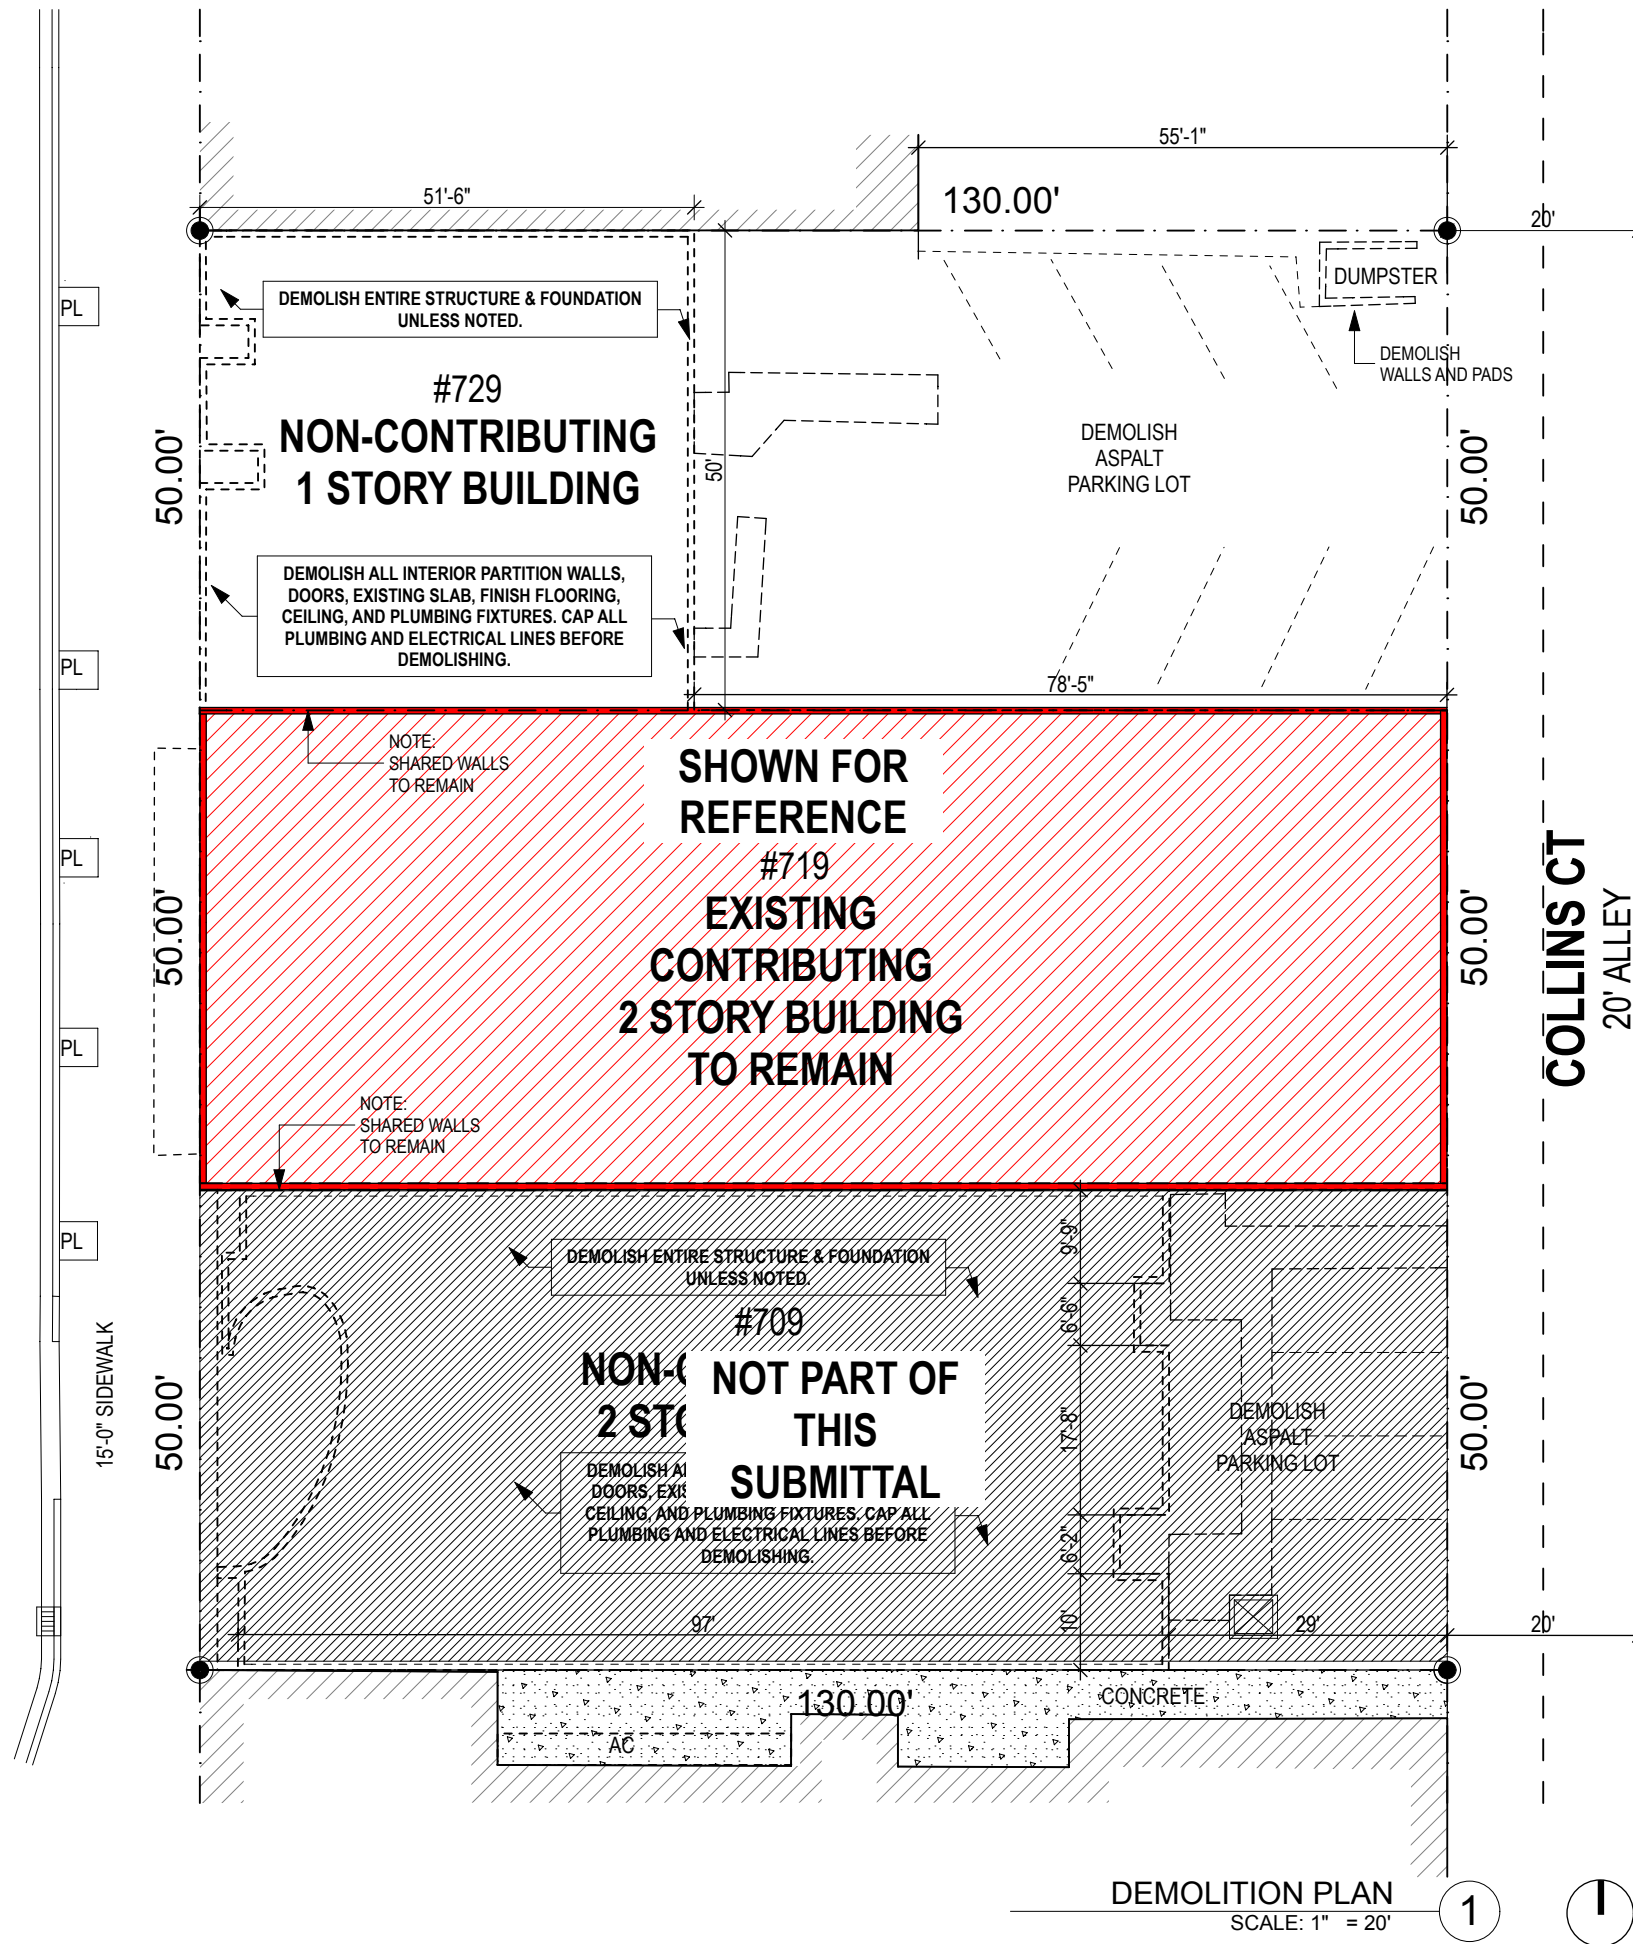 55'-1"
51'-6"
130.00'
20'
DUMPSTER
PL
DEMOLISH ENTIRE STRUCTURE & FOUNDATION
UNLESS NOTED.
DEMOLISH
WALLS AND PADS
#729
NON-CONTRIBUTING
1 STORY BUILDING
50.00'
50'
DEMOLISH
ASPALT
PARKING LOT
50.00'
DEMOLISH ALL INTERIOR PARTITION WALLS,
DOORS, EXISTING SLAB, FINISH FLOORING,
CEILING, AND PLUMBING FIXTURES. CAP ALL
PLUMBING AND ELECTRICAL LINES BEFORE
DEMOLISHING.
PL
78'-5"
NOTE:
SHARED WALLS
TO REMAIN
SHOWN FOR
REFERENCE
#719
EXISTING
CONTRIBUTING
2 STORY BUILDING
TO REMAIN
PL
50.00'
50.00'
COLLINS CT
20' ALLEY
PL
NOTE:
SHARED WALLS
TO REMAIN
PL
9'-9"
DEMOLISH ENTIRE STRUCTURE & FOUNDATION
UNLESS NOTED.
6'-6"
#709
NON-C
2 STO
NOT PART OF
THIS
SUBMITTAL
15'-0" SIDEWALK
50.00'
17'-8"
DEMOLISH
ASPALT
PARKING LOT
50.00'
DEMOLISH A
DOORS, EXIS
CEILING, AND PLUMBING FIXTURES. CAP ALL
PLUMBING AND ELECTRICAL LINES BEFORE
DEMOLISHING.
6'-2"
10'
97'
29'
20'
130.00'
CONCRETE
AC
DEMOLITION PLAN
SCALE: 1" = 20'
1